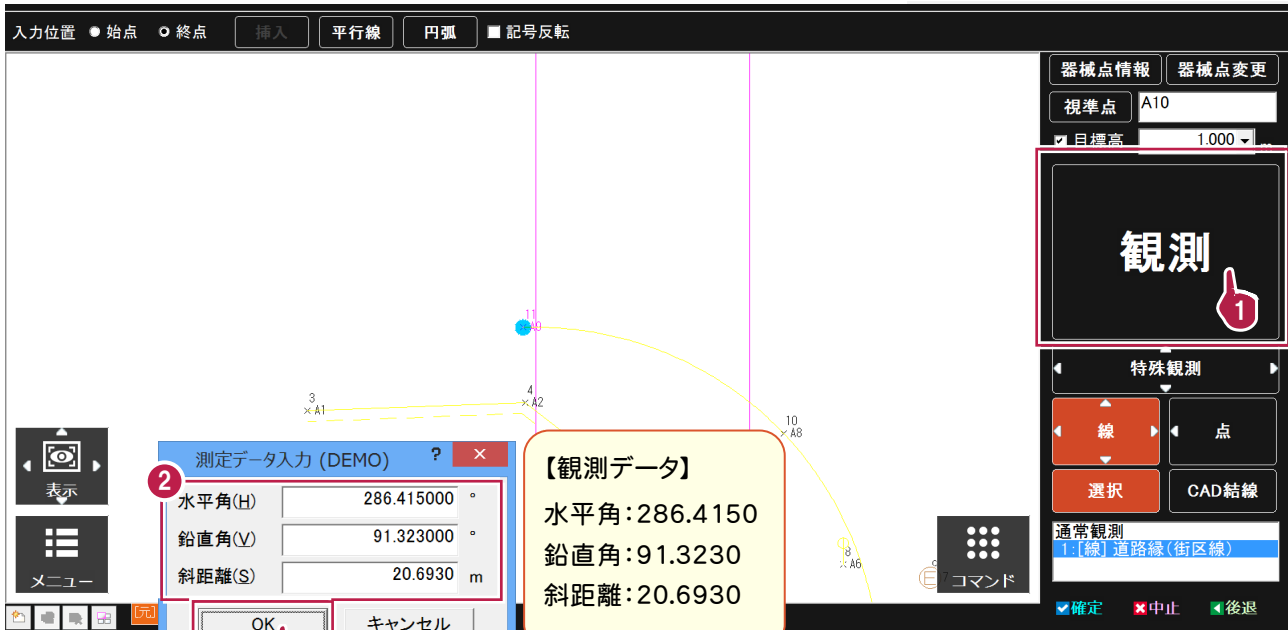 入力位置 始点 終点 挿入 平行線 円弧 記号反転
器械点情報 器械点変更
視準点 A10
目標高 1.000 m
観測
1
特殊観測
線 点
選択 CAD結線
通常観測
1:[線] 道路縁(街区線)
確定 中止 後退
11
A9
3
A1
4
A2
10
A8
8
A6
表示
メニュー
コマンド
[元]
測定データ入力 (DEMO) ? ×
2
水平角(H) 286.415000 °
鉛直角(V) 91.323000 °
斜距離(S) 20.6930 m
OK キャンセル
【観測データ】
水平角:286.4150
鉛直角:91.3230
斜距離:20.6930